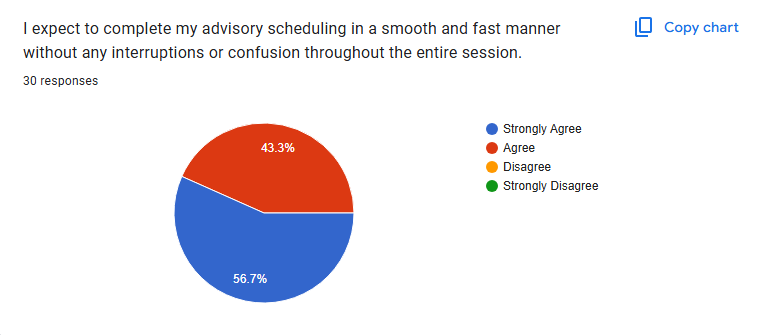 I expect to complete my advisory scheduling in a smooth and fast manner
without any interruptions or confusion throughout the entire session.
Copy chart
30 responses
43.3%
56.7%
Strongly Agree
Agree
Disagree
Strongly Disagree